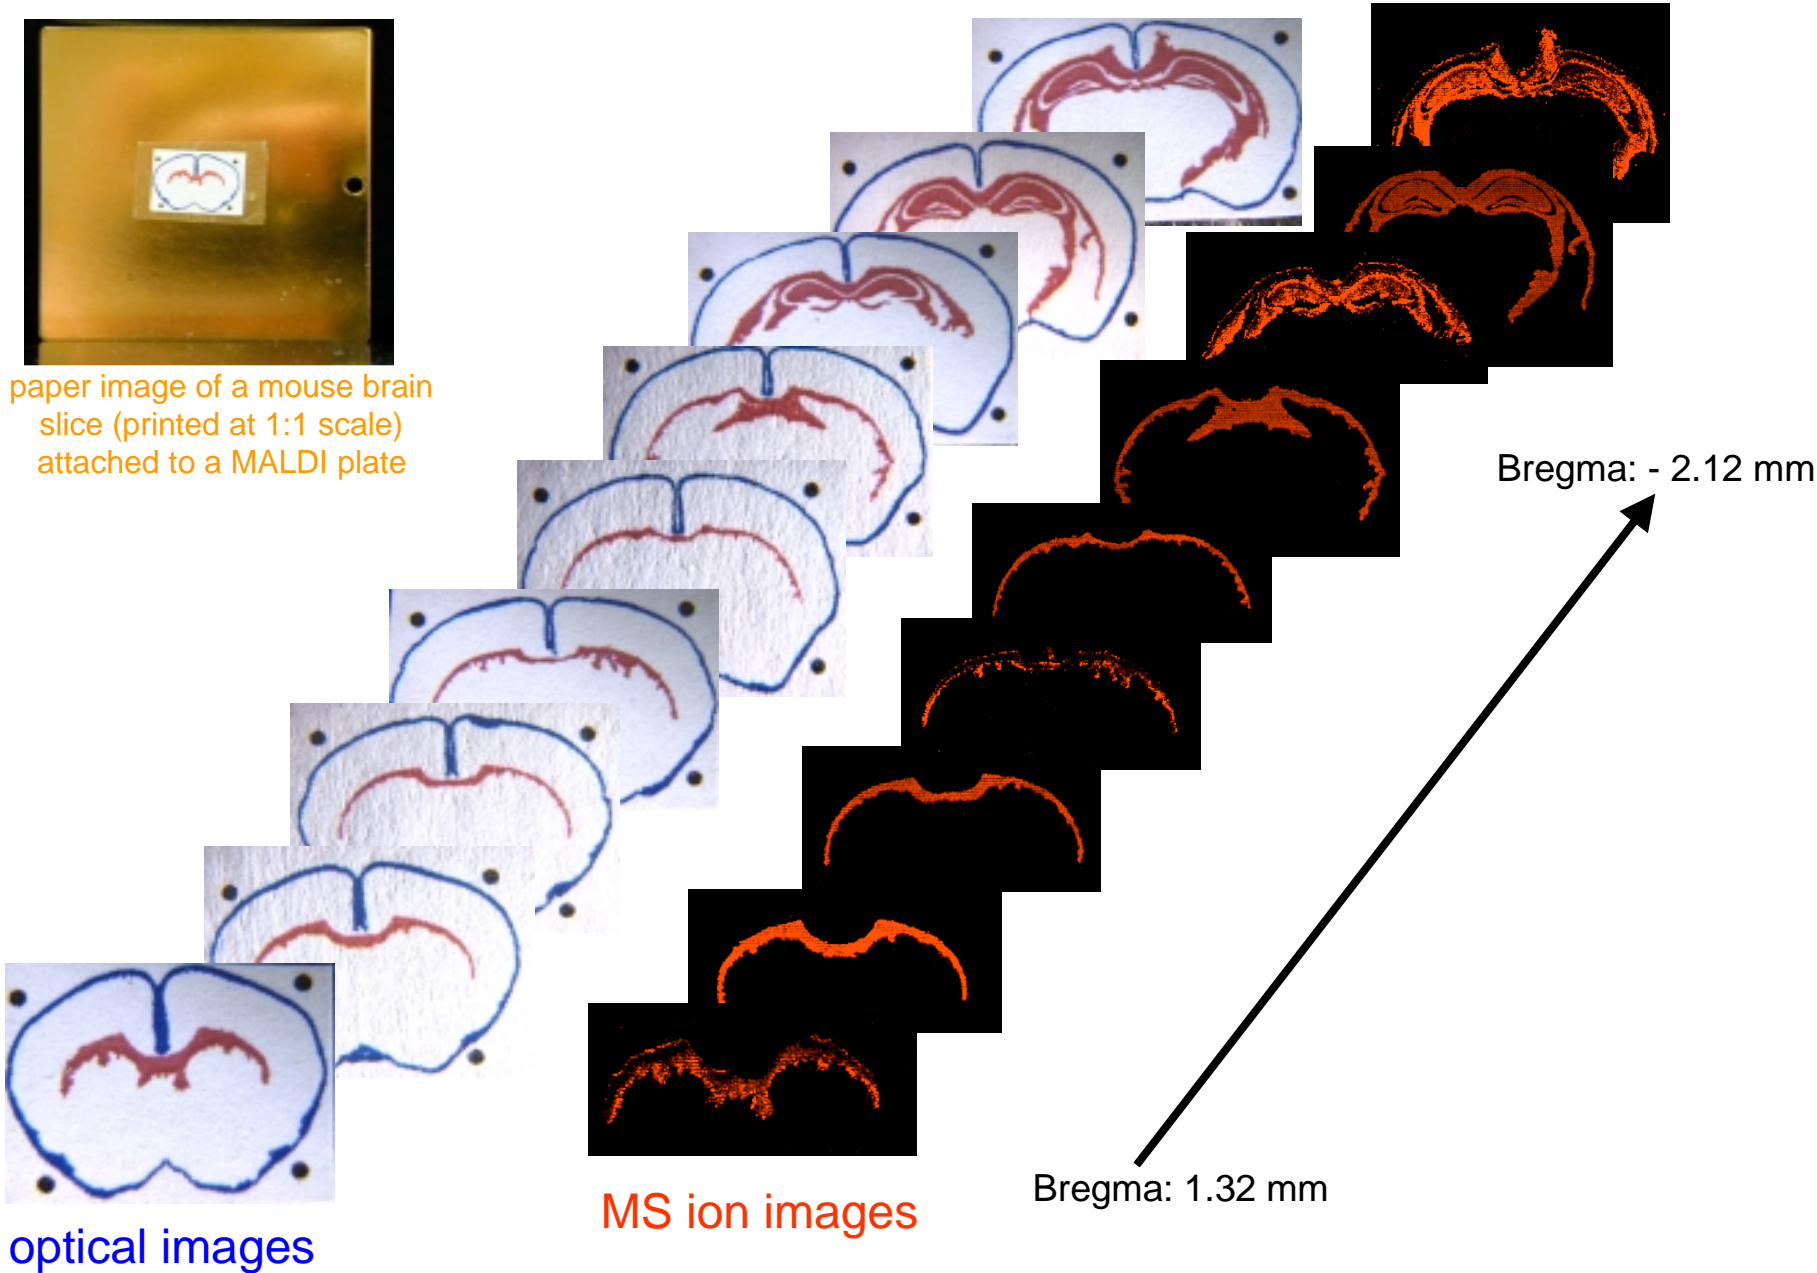 paper image of a mouse brain
slice (printed at 1:1 scale)
attached to a MALDI plate
Bregma: - 2.12 mm
Bregma: 1.32 mm
MS ion images
optical images